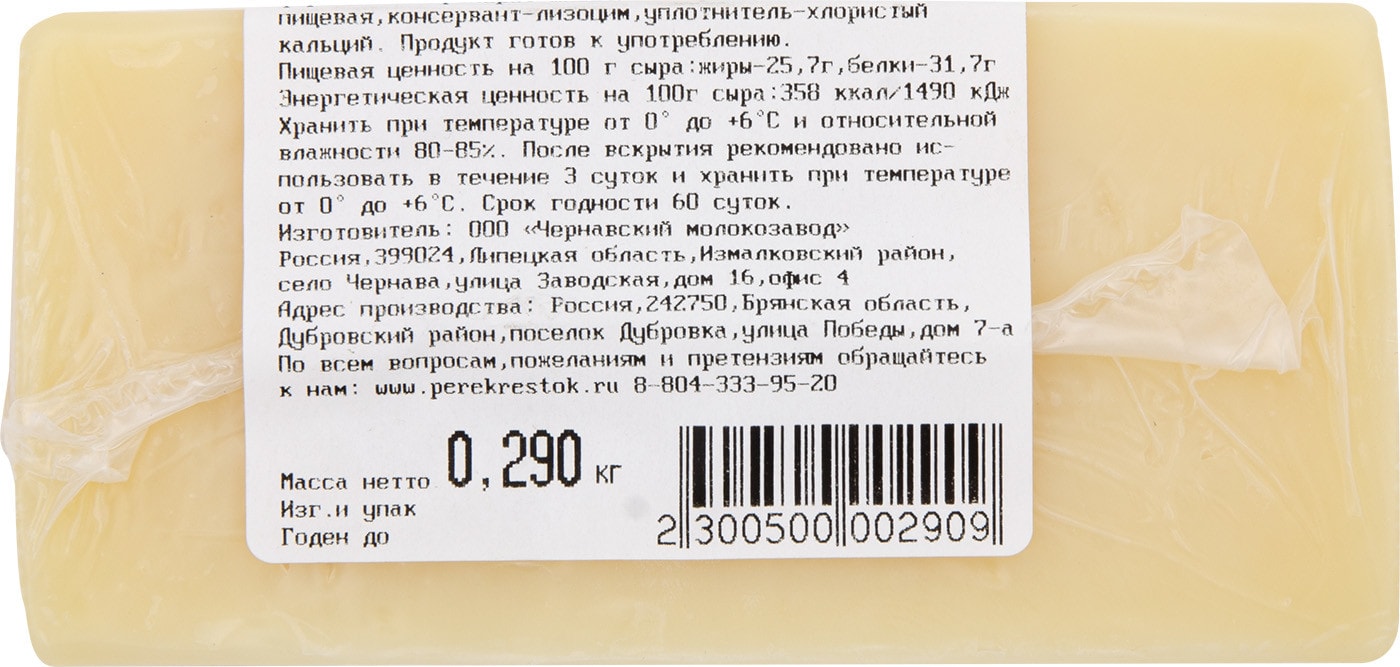 пищевая,консервант-лизоцим,уплотнитель-хлористый
кальций. Продукт готов к употреблению.
Пищевая ценность на 100 г сыра:жиры-25,7г,белки-31,7г
Энергетическая ценность на 100г сыра:358 ккал/1490 кДж
Хранить при температуре от 0° до +6°С и относительной
влажности 80-85%. После вскрытия рекомендовано ис-
пользовать в течение 3 суток и хранить при температуре
от 0° до +6°С. Срок годности 60 суток.
Изготовитель: ООО «Чернавский молокозавод»
Россия,399024,Липецкая область,Измалковский район,
село Чернава,улица Заводская,дом 16,офис 4
Адрес производства: Россия,242750,Брянская область,
Дубровский район,поселок Дубровка,улица Победы,дом 7-а
По всем вопросам,пожеланиям и претензиям обращайтесь
к нам: www.perekrestok.ru 8-804-333-95-20
Масса нетто 0,290 кг
Изг.и упак
Годен до
2 300500 002909